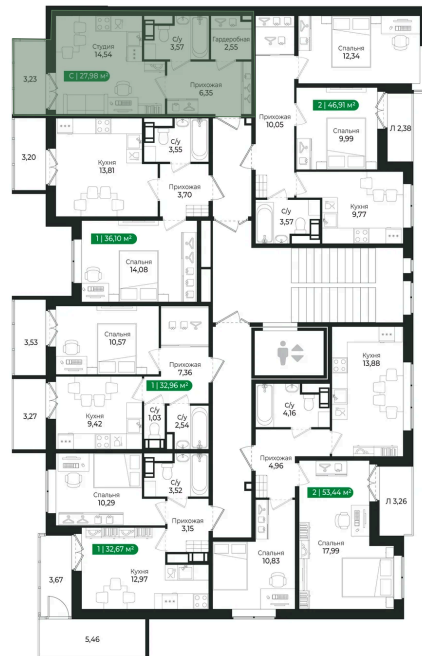 Студия
14,54
С/у
3,57
Гардеробная
2,55
С | 27,98 м²
3,23
Прихожая
6,35
Спальня
12,34
2 | 46,91 м²
9,99
Спальня
Л 2,38
Прихожая
10,05
3,20
Кухня
13,81
С/у
3,55
Прихожая
3,70
С/у
3,57
Кухня
9,77
1 | 36,10 м²
Спальня
14,08
3,53
Спальня
10,57
Прихожая
7,36
1 | 32,96 м²
3,27
Кухня
9,42
С/у
1,03
С/у
2,54
Кухня
13,88
С/у
4,16
Прихожая
4,96
Спальня
10,29
С/у
3,52
Прихожая
3,15
2 | 53,44 м²
Спальня
17,99
Л 3,26
1 | 32,67 м²
Кухня
12,97
3,67
Спальня
10,83
5,46